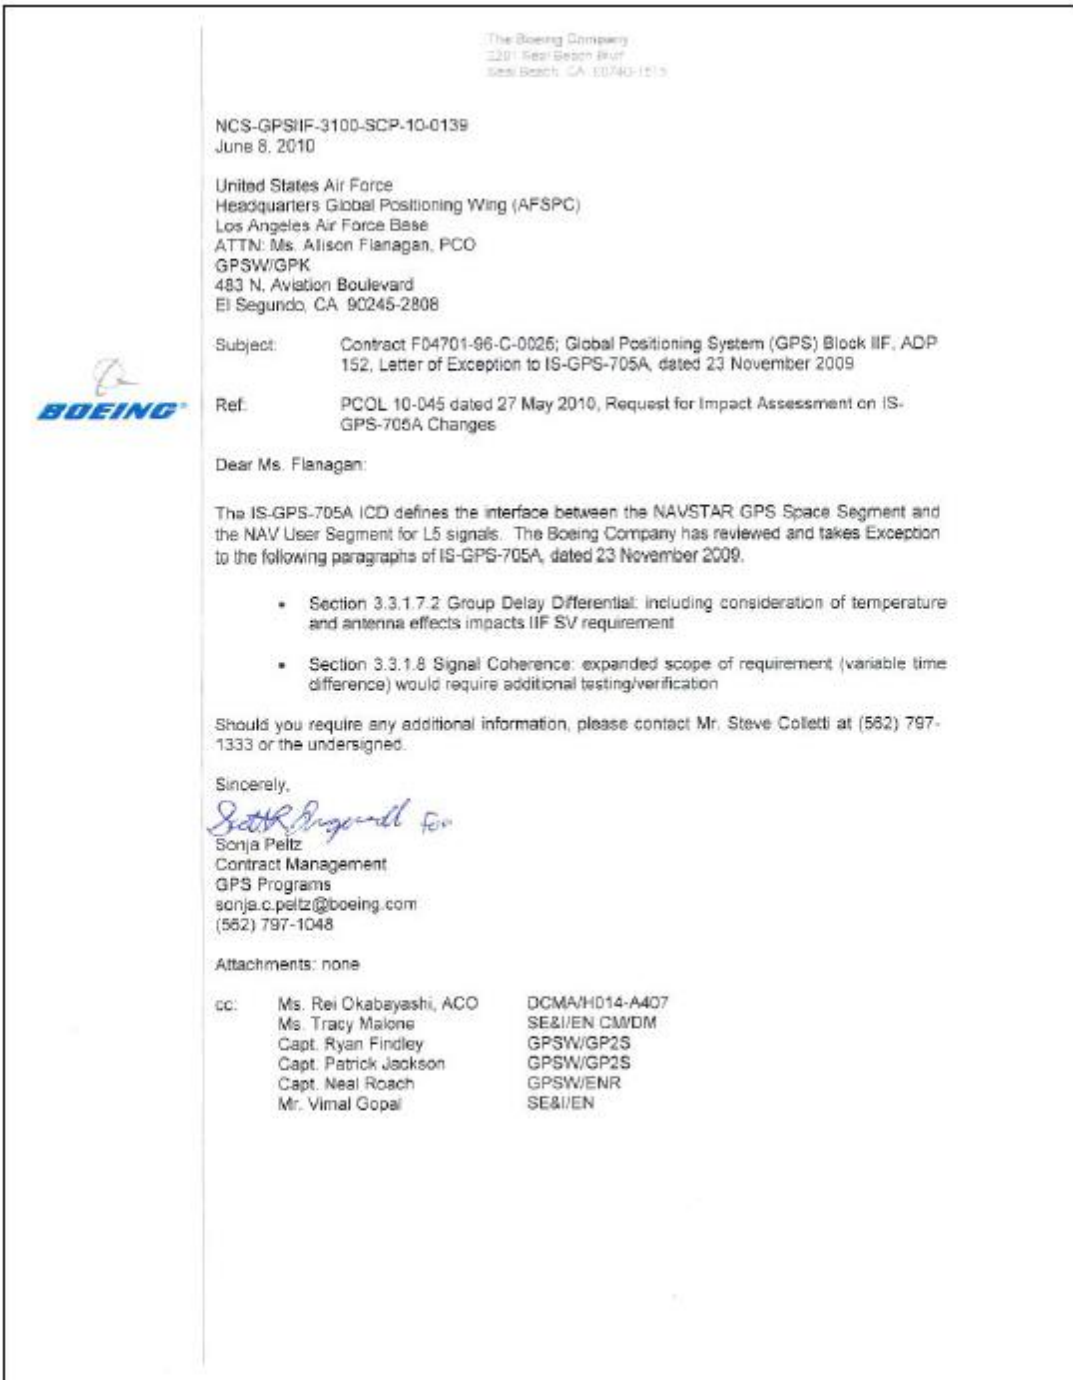 The Boeing Company
Seal Beach, CA
NCS-GPSIIF-3100-SCP-10-0139
June 8, 2010
United States Air Force
Headquarters Global Positioning Wing (AFSPC)
Los Angeles Air Force Base
ATTN: Ms. Allison Flanagan, PCO
GPSW/GPK
483 N. Aviation Boulevard
El Segundo, CA 90245-2808
Subject: Contract F04701-96-C-0025; Global Positioning System (GPS) Block IIF, ADP
152, Letter of Exception to IS-GPS-705A, dated 23 November 2009
BOEING
Ref: PCOL 10-045 dated 27 May 2010, Request for Impact Assessment on IS-
GPS-705A Changes
Dear Ms. Flanagan:
The IS-GPS-705A ICD defines the interface between the NAVSTAR GPS Space Segment and
the NAV User Segment for L5 signals. The Boeing Company has reviewed and takes Exception
to the following paragraphs of IS-GPS-705A, dated 23 November 2009.
• Section 3.3.1.7.2 Group Delay Differential: including consideration of temperature
and antenna effects impacts IIF SV requirement
• Section 3.3.1.8 Signal Coherence: expanded scope of requirement (variable time
difference) would require additional testing/verification
Should you require any additional information, please contact Mr. Steve Colletti at (562) 797-
1333 or the undersigned.
Sincerely,
For
Sonja Peltz
Contract Management
GPS Programs
sonja.c.peltz@boeing.com
(562) 797-1048
Attachments: none
cc: Ms. Rei Okabayashi, ACO DCMA/H014-A407
Ms. Tracy Malone SE&I/EN CM/DM
Capt. Ryan Findley GPSW/GP2S
Capt. Patrick Jackson GPSW/GP2S
Capt. Neal Roach GPSW/ENR
Mr. Vimal Gopal SE&I/EN